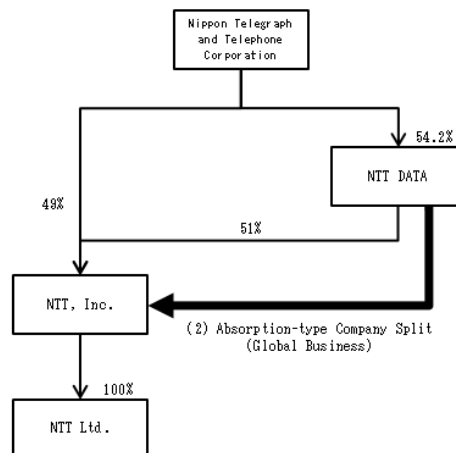 Nippon Telegraph
and Telephone
Corporation
54.2%
NTT DATA
49%
51%
NTT, Inc.
(2) Absorption-type Company Split
(Global Business)
100%
NTT Ltd.